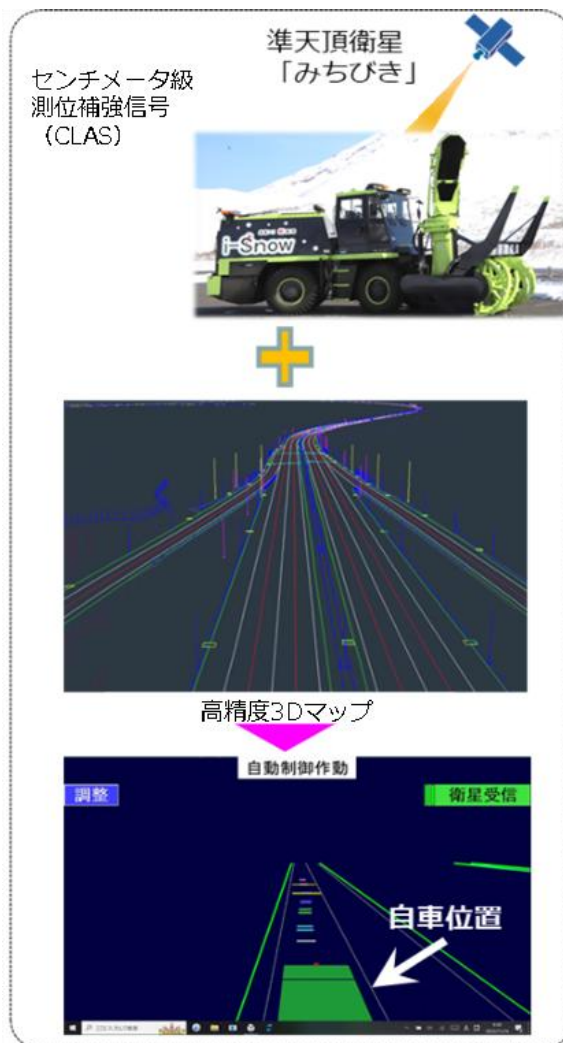 準天頂衛星
「みちびき」
センチメータ級
測位補強信号
（CLAS）
i-Snow
高精度3Dマップ
自動制御作動
調整
衛星受信
自車位置